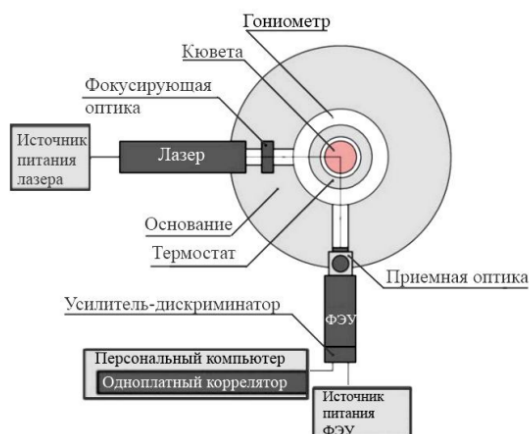 Гониометр
Кювета
Фокусирующая
оптика
Источник
питания
лазера
Лазер
Основание
Термостат
Приемная оптика
Усилитель-дискриминатор
ФЭУ
Персональный компьютер
Одноплатный коррелятор
Источник
питания
ФЭУ